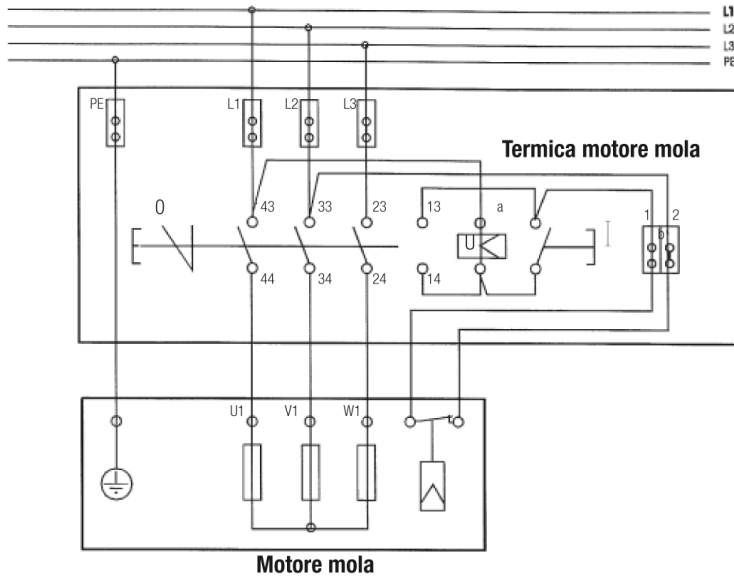 L1
L2
L3
PE
PE L1 L2 L3
Termica motore mola
0 43 33 23 13 a I 1 2
U b
44 34 24 14
U1 V1 W1
Motore mola